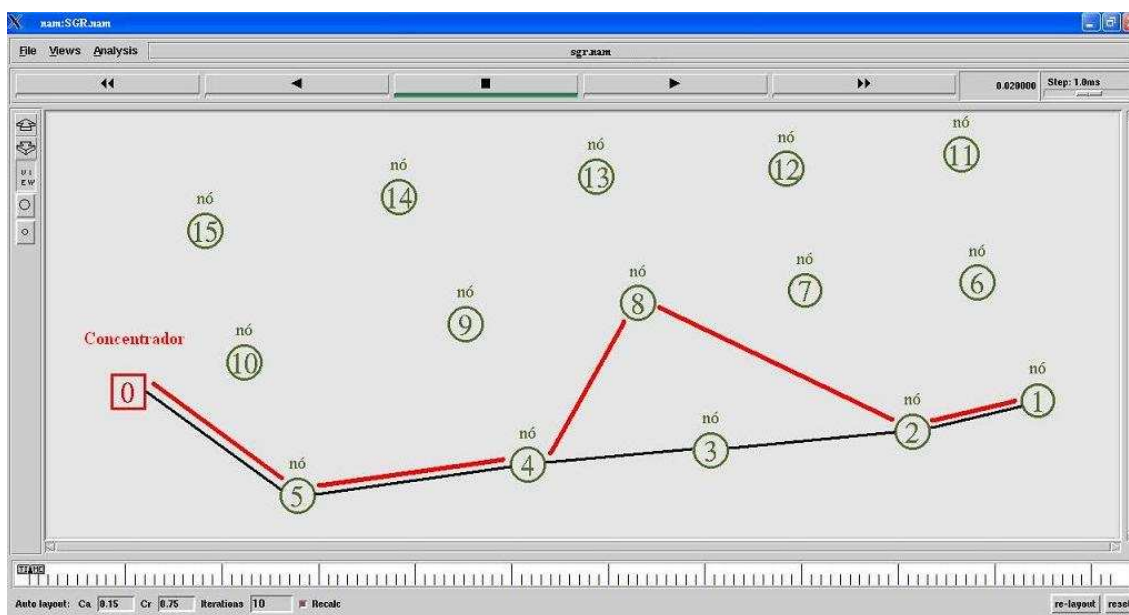 nam:SGR.nam
File Views Analysis sgr.nam
0.020000 Step: 1.0ms
VIEW
nó
11
nó
12
nó
13
nó
14
nó
15
nó
6
nó
7
nó
8
nó
9
nó
10
Concentrador
0
nó
1
nó
2
nó
3
nó
4
nó
5
TIME
Auto layout: Ca 0.15 Cr 0.75 Iterations 10 Recalc re-layout